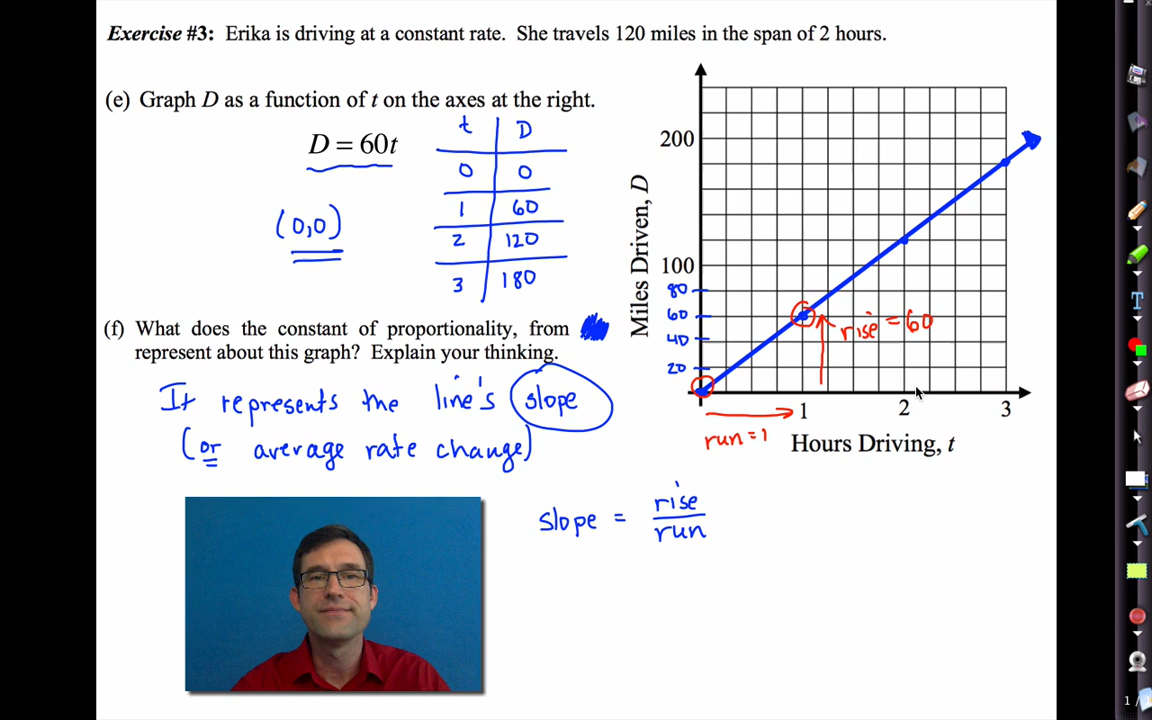 Exercise #3: Erika is driving at a constant rate. She travels 120 miles in the span of 2 hours.
(e) Graph D as a function of t on the axes at the right.
D = 60t
(0,0)
t D
0 0
1 60
2 120
3 180
(f) What does the constant of proportionality, from
represent about this graph? Explain your thinking.
It represents the line's slope
(or average rate change)
slope = rise
run
Miles Driven, D
200
100
80
60
40
20
rise = 60
1 2 3
run = 1
Hours Driving, t
T
1 /